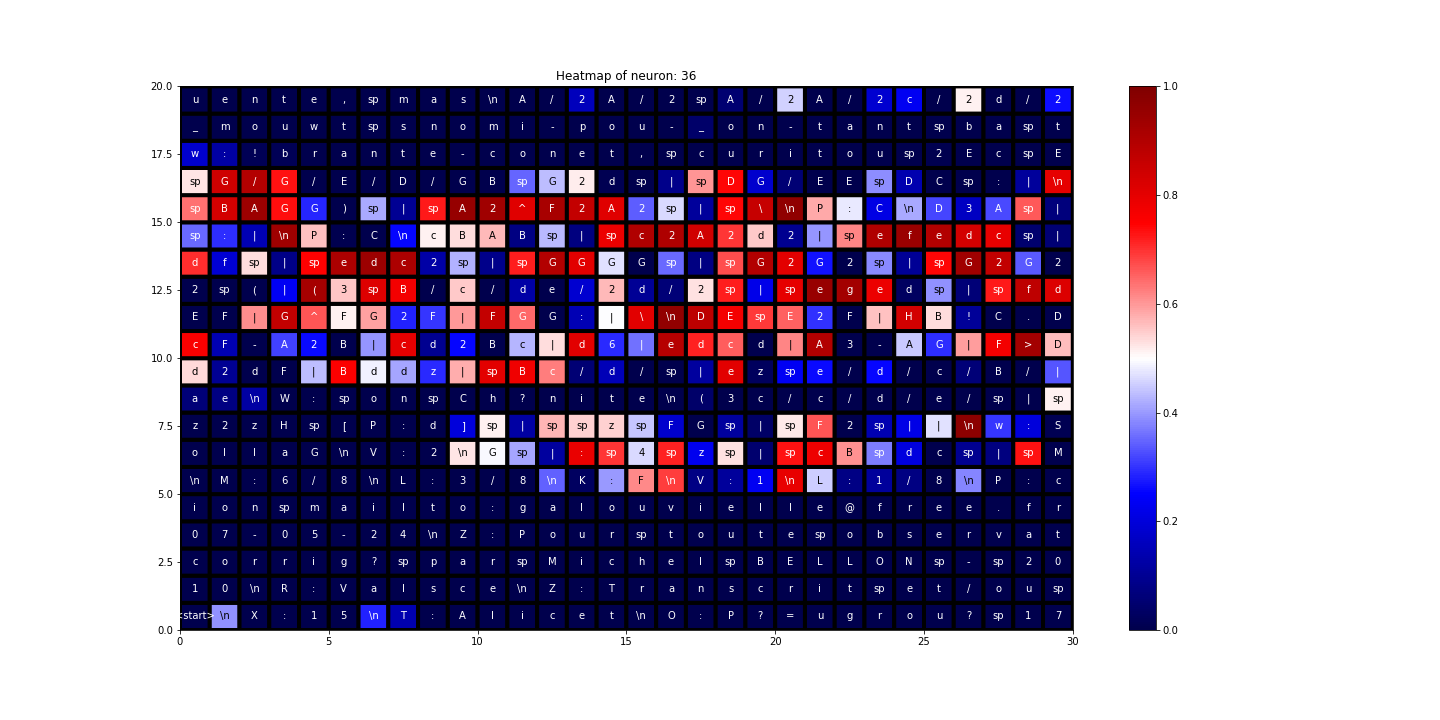 Heatmap of neuron: 36
20.0 u e n t e , sp m a s \n A / 2 A / 2 sp A / 2 A / 2 c / 2 d / 2 1.0
_ m o u w t sp s n o m i - p o u - _ o n - t a n t sp b a sp t
17.5 w : ! b r a n t e - c o n e t , sp c u r i t o u sp 2 E c sp E
sp G / G / E / D / G B sp G 2 d sp | sp D G / E E sp D C sp : | \n 0.8
15.0 sp B A G G ) sp | sp A 2 ^ F 2 A 2 sp | sp \ \n P : C \n D 3 A sp |
sp : | \n P : C \n c B A B sp | sp c 2 A 2 d 2 | sp e f e d c sp |
d f sp | sp e d c 2 sp | sp G G G G sp | sp G 2 G 2 sp | sp G 2 G 2
12.5 2 sp ( | ( 3 sp B / c / d e / 2 d / 2 sp | sp e g e d sp | sp f d 0.6
E F | G ^ F G 2 F | F G G : | \ \n D E sp E 2 F | H B ! C . D
10.0 c F - A 2 B | c d 2 B c | d 6 | e d c d | A 3 - A G | F > D
d 2 d F | B d d z | sp B c / d / sp | e z sp e / d / c / B / | 0.4
a e \n W : sp o n sp C h ? n i t e \n ( 3 c / c / d / e / sp | sp
7.5 z 2 z H sp [ P : d ] sp | sp sp z sp F G sp | sp F 2 sp | | \n w : S
o l l a G \n V : 2 \n G sp | : sp 4 sp z sp | sp c B sp d c sp | sp M
5.0 \n M : 6 / 8 \n L : 3 / 8 \n K : F \n V : 1 \n L : 1 / 8 \n P : c 0.2
i o n sp m a i l t o : g a l o u v i e l l e @ f r e e . f r
0 7 - 0 5 - 2 4 \n Z : P o u r sp t o u t e sp o b s e r v a t
2.5 c o r r i g ? sp p a r sp M i c h e l sp B E L L O N sp - sp 2 0
1 0 \n R : V a l s c e \n Z : T r a n s c r i t sp e t / o u sp
0.0 <start> \n X : 1 5 \n T : A l i c e t \n O : P ? = u g r o u ? sp 1 7 0.0
0 5 10 15 20 25 30